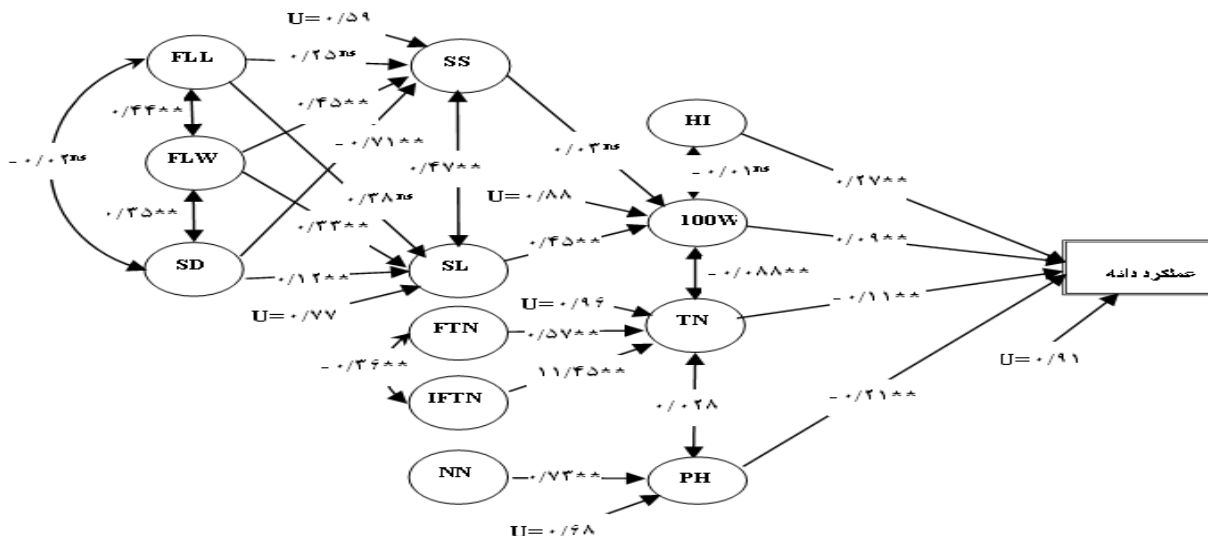 U= ۰/۵۹
FLL
۰/۲۵ⁿˢ
SS
۰/۴۴**
۰/۴۵**
HI
- ۰/۰۲ⁿˢ
FLW
- ۰/۷۱**
۰/۴۷**
۰/۰۳ⁿˢ
- ۰/۰۱ⁿˢ
۰/۲۷**
۰/۳۵**
۰/۳۸ⁿˢ
U= ۰/۸۸
100W
۰/۳۳**
۰/۴۵**
۰/۰۹**
SD
۰/۱۲**
SL
- ۰/۰۸۸**
عملکرد دانه
U= ۰/۷۷
U= ۰/۹۶
TN
- ۰/۱۱**
FTN
۰/۵۷**
- ۰/۳۶**
۱۱/۴۵**
U= ۰/۹۱
IFTN
۰/۰۲۸
- ۰/۲۱**
NN
۰/۷۳**
PH
U= ۰/۶۸